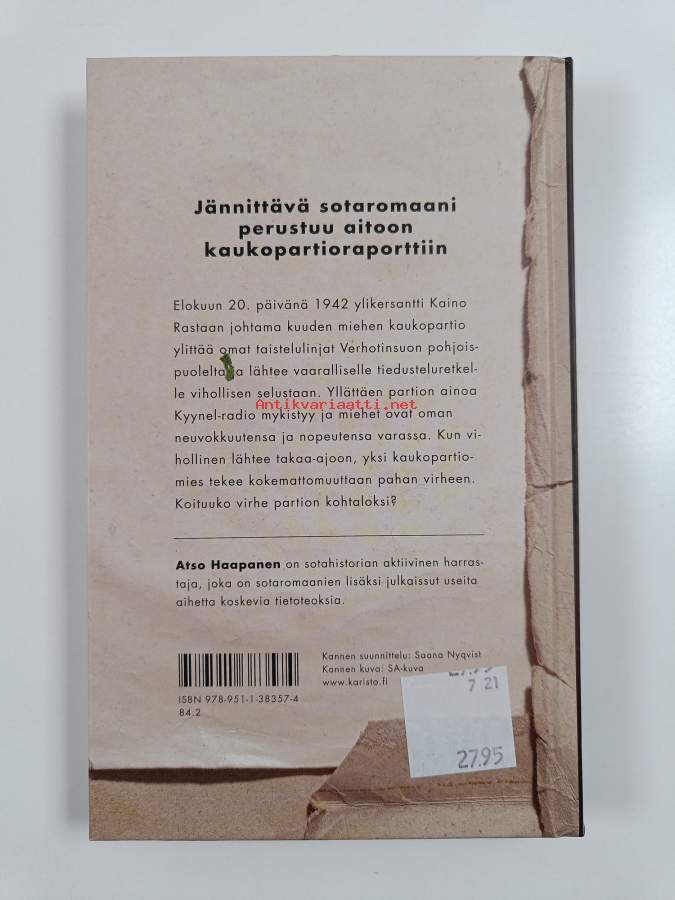 Jännittävä sotaromaani
perustuu aitoon
kaukopartioraporttiin
Elokuun 20. päivänä 1942 ylikersantti Kaino
Rastaan johtama kuuden miehen kaukopartio
ylittää omat taistelulinjat Verhotinsuon pohjois-
puolelta ja lähtee vaaralliselle tiedusteluretkel-
le vihollisen selustaan. Yllättäen partion ainoa
Antikvariaatti.net
Kyynel-radio mykistyy ja miehet ovat oman
neuvokkuutensa ja nopeutensa varassa. Kun vi-
hollinen lähtee takaa-ajoon, yksi kaukopartio-
mies tekee kokemattomuuttaan pahan virheen.
Koituuko virhe partion kohtaloksi?
Atso Haapanen on sotahistorian aktiivinen harras-
taja, joka on sotaromaanien lisäksi julkaissut useita
aihetta koskevia tietoteoksia.
Kannen suunnittelu: Saana Nyqvist
Kannen kuva: SA-kuva
www.karisto.fi
ISBN 978-951-1-38357-4
84.2
7 21
27.95